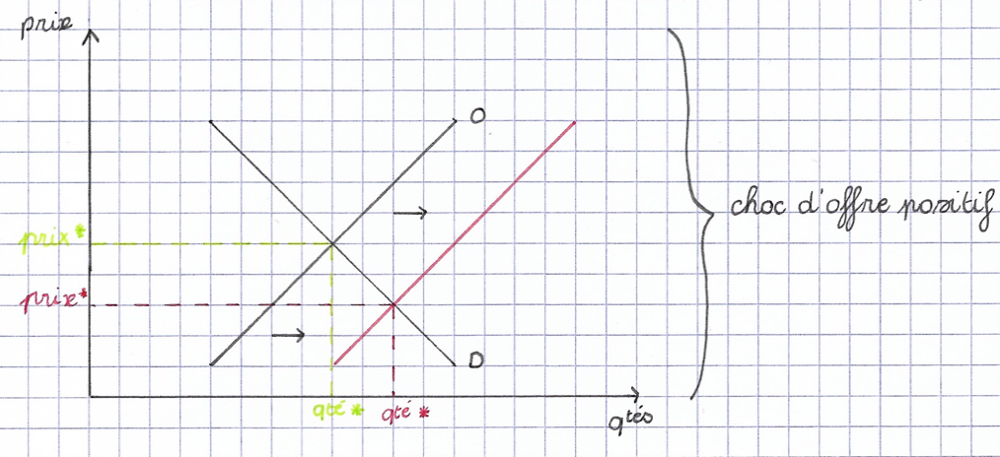 prix
O
choc d'offre positif
prix*
prix*
D
qté *
qté *
qtés